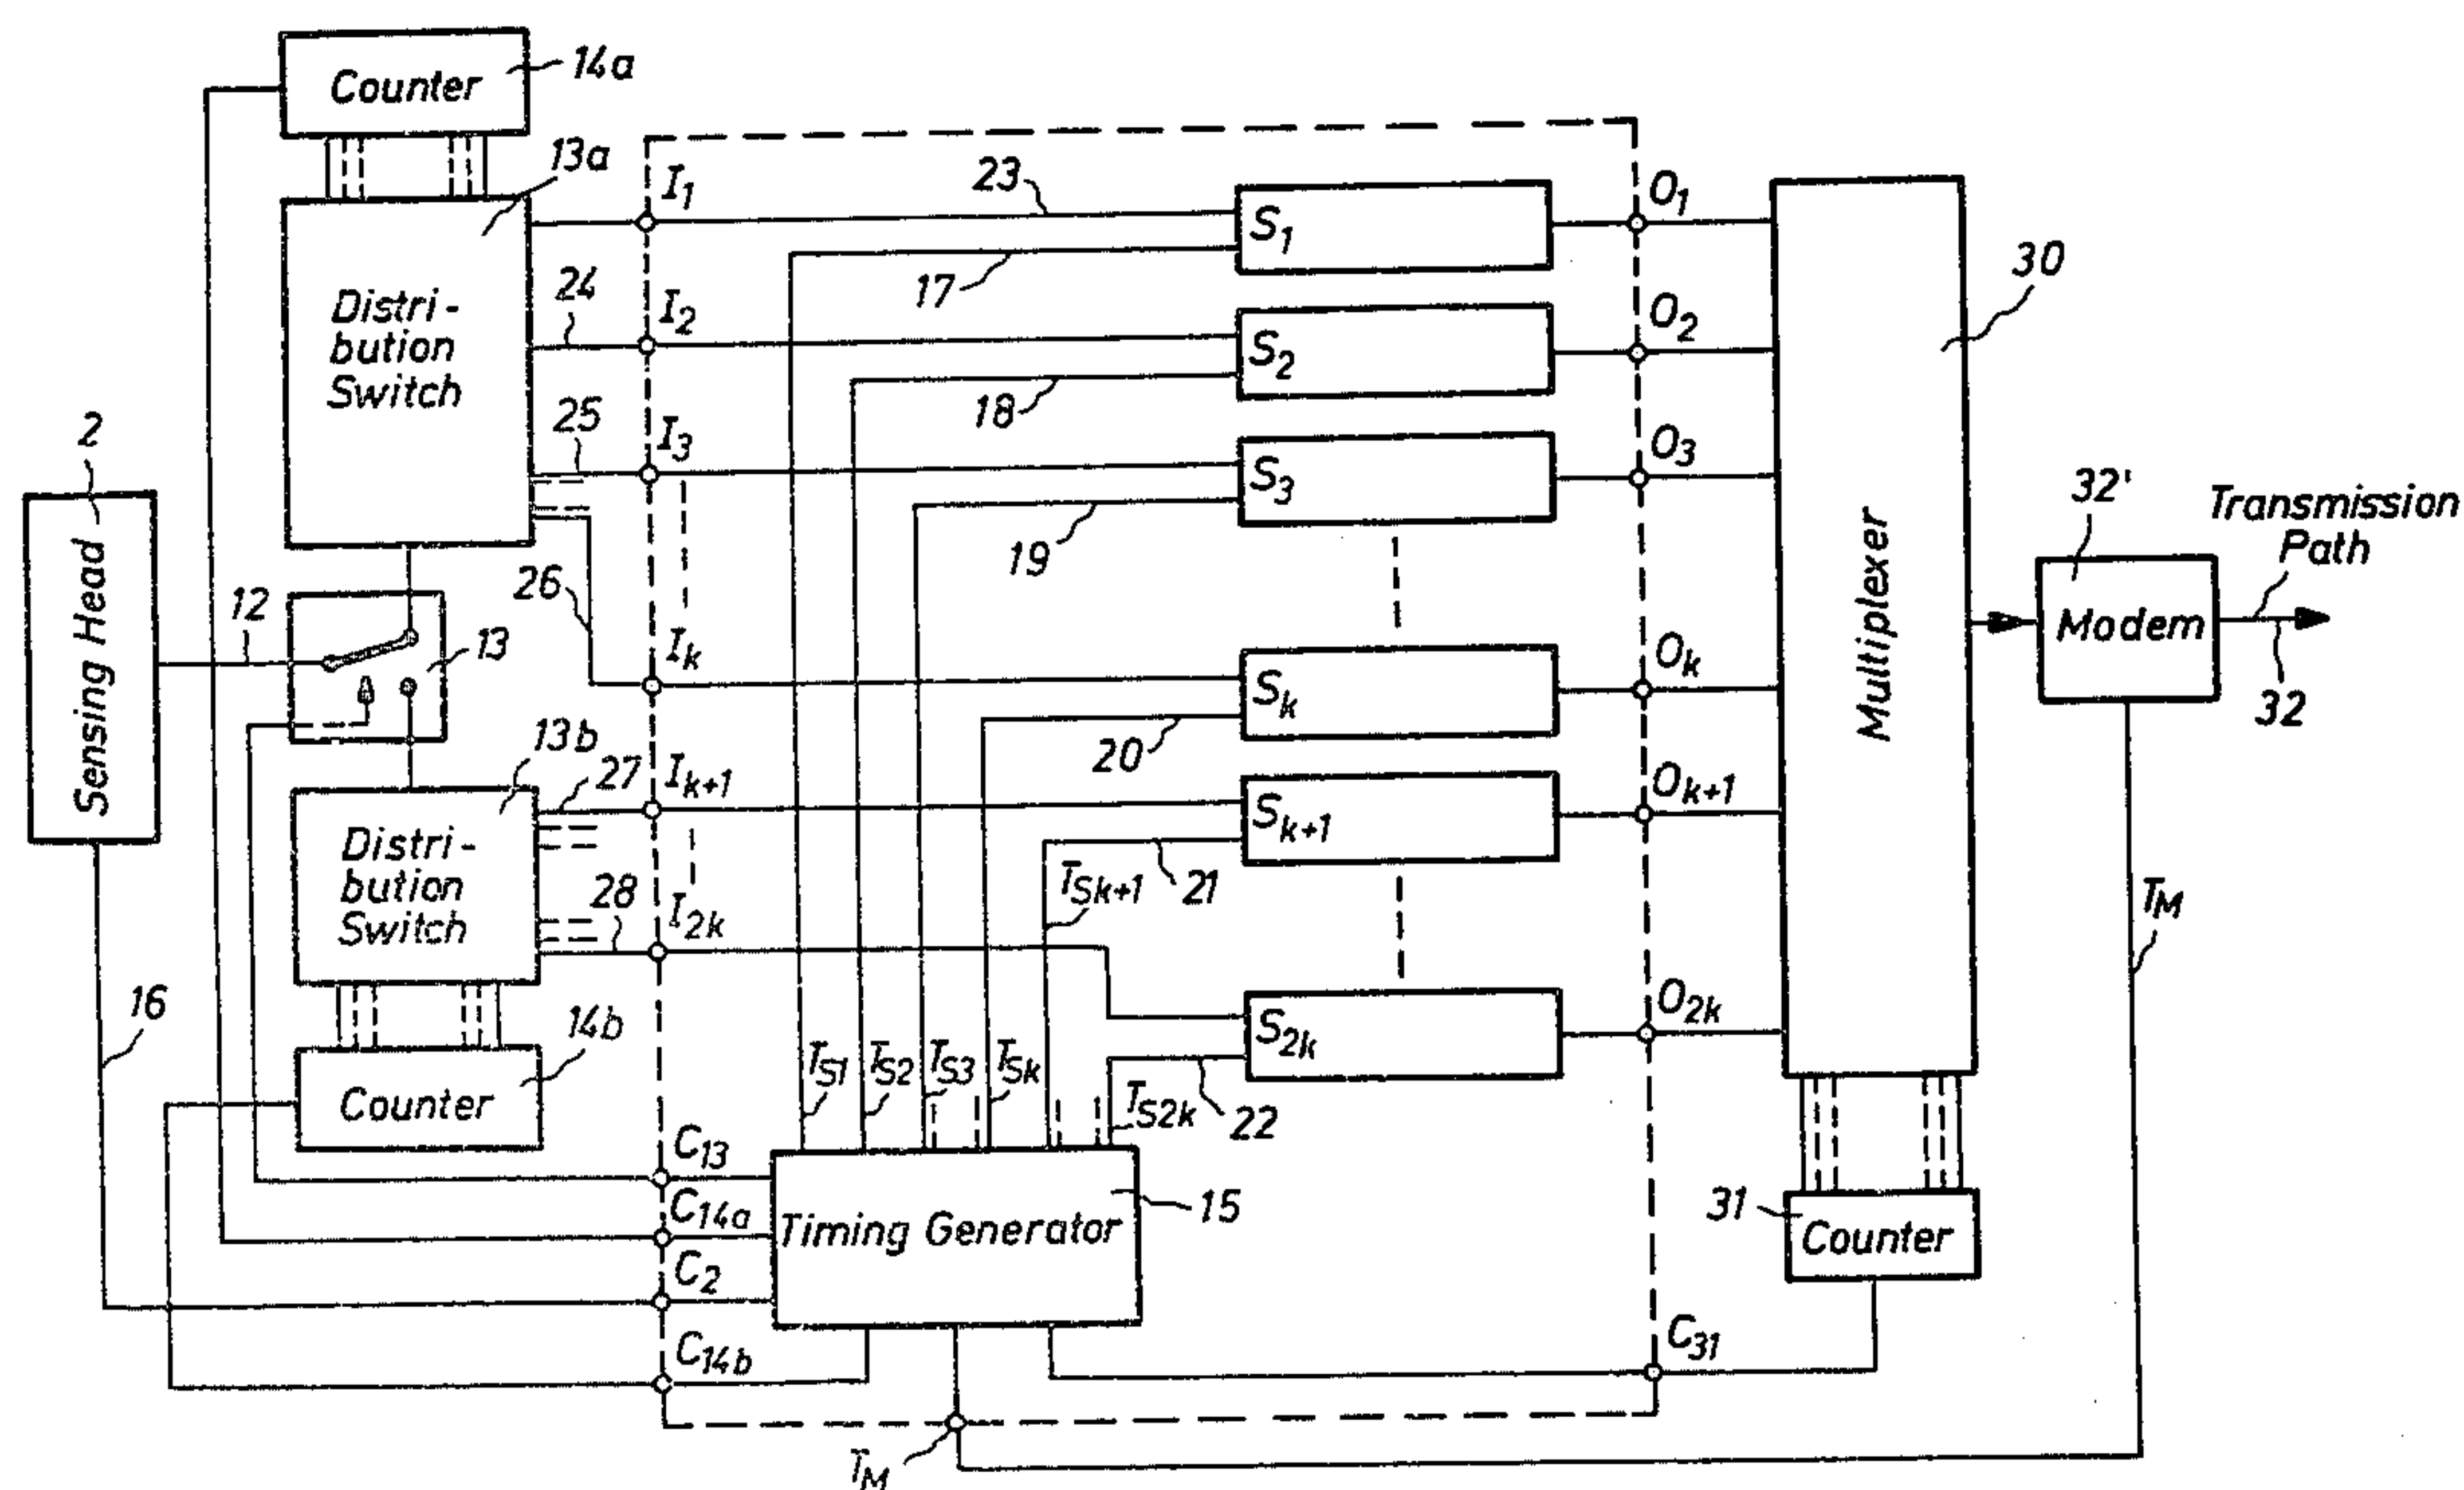 Counter
14a
13a
Distri-
bution
Switch
I1
I2
I3
Ik
Ik+1
I2k
23
24
25
26
27
28
17
18
19
20
21
22
S1
S2
S3
Sk
Sk+1
S2k
O1
O2
O3
Ok
Ok+1
O2k
2
Sensing Head
12
13
13b
Distri-
bution
Switch
14b
Counter
16
TS1
TS2
TS3
TSk
TSk+1
TS2k
C13
C14a
C2
C14b
Timing Generator
15
TM
30
Multiplexer
31
Counter
C31
32'
Modem
Transmission
Path
32
TM